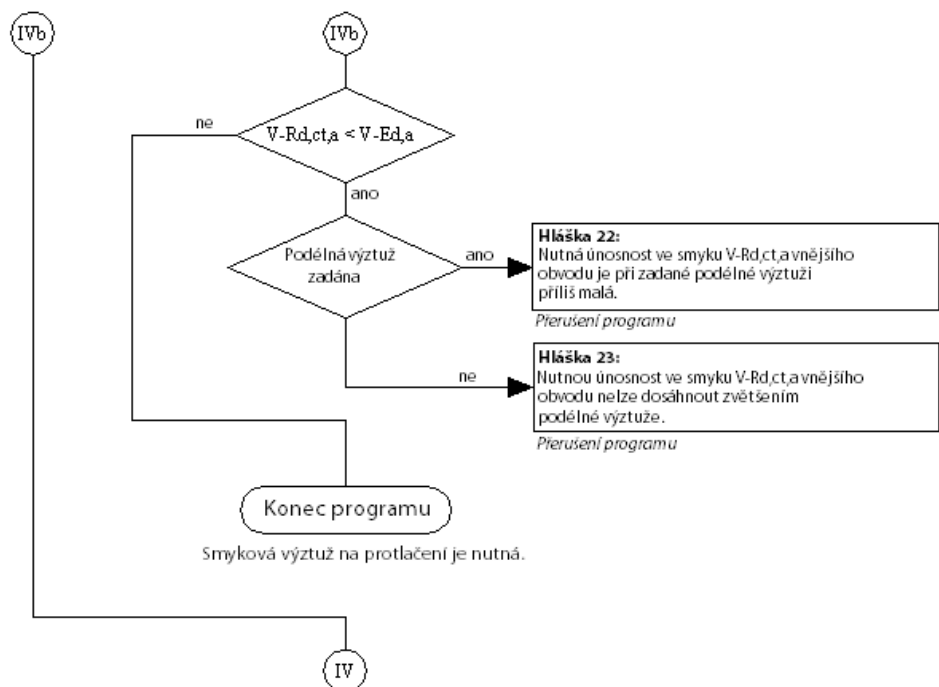 IVb
IVb
ne
V-Rd,ct,a < V-Ed,a
ano
Podélná výztuž
zadána
ano
Hláška 22:
Nutná únosnost ve smyku V-Rd,ct,a vnějšího
obvodu je při zadané podélné výztuži
příliš malá.
Přerušení programu
ne
Hláška 23:
Nutnou únosnost ve smyku V-Rd,ct,a vnějšího
obvodu nelze dosáhnout zvětšením
podélné výztuže.
Přerušení programu
Konec programu
Smyková výztuž na protlačení je nutná.
IV